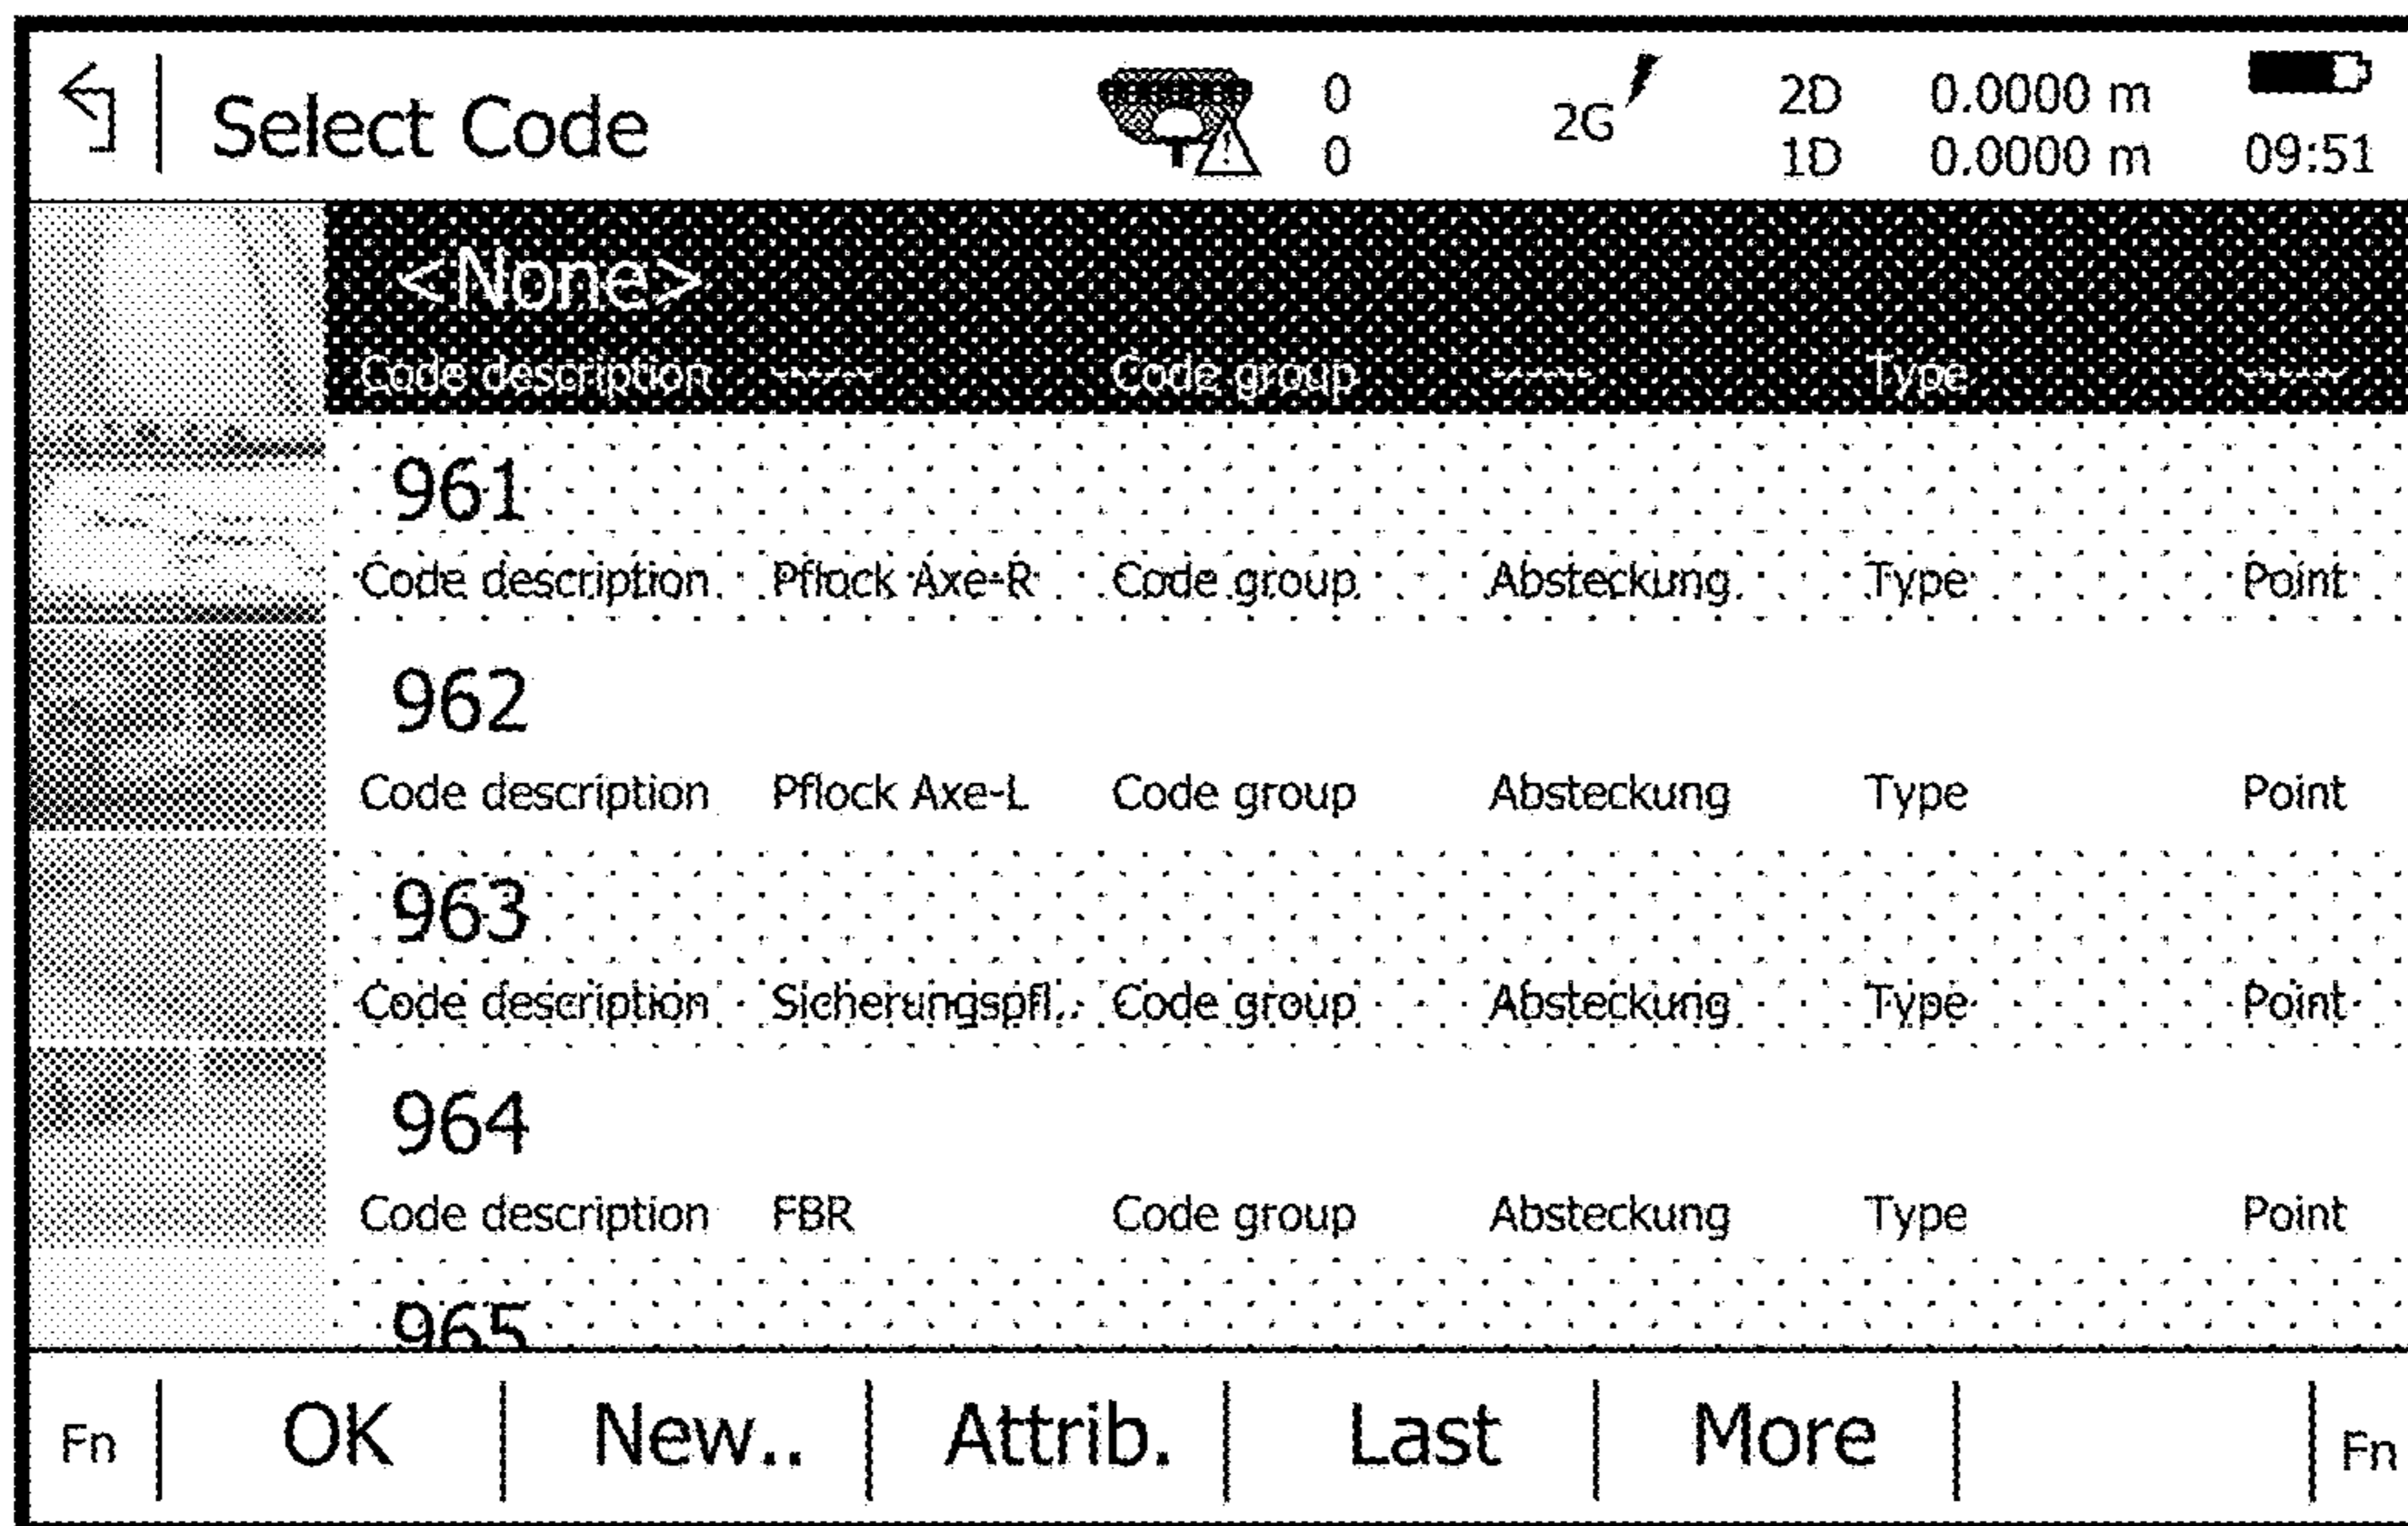 Select Code 0 2G 2D 0.0000 m
0 1D 0.0000 m 09:51
<None>
Code description ------ Code group ------ Type ------
961
Code description Pflock Axe-R Code group Absteckung Type Point
962
Code description Pflock Axe-L Code group Absteckung Type Point
963
Code description Sicherungspfl.. Code group Absteckung Type Point
964
Code description FBR Code group Absteckung Type Point
965
Fn OK New.. Attrib. Last More Fn